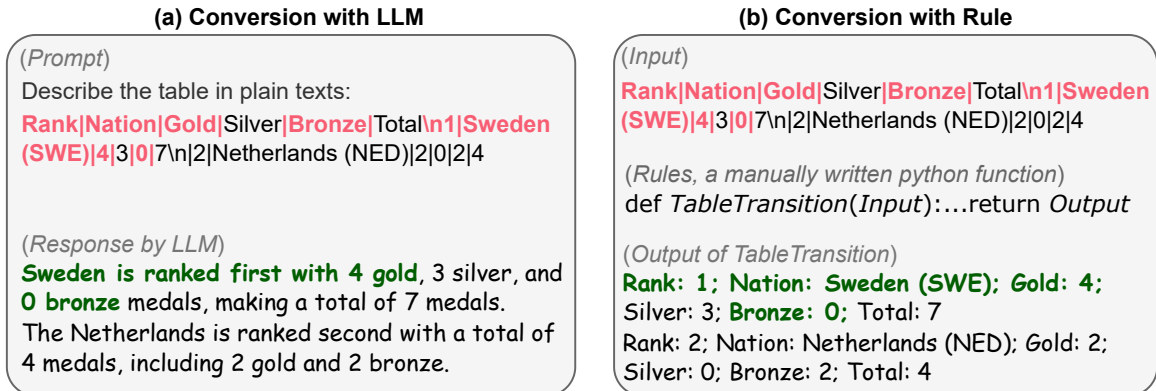 (a) Conversion with LLM
(Prompt)
Describe the table in plain texts:
Rank|Nation|Gold|Silver|Bronze|Total\n1|Sweden
(SWE)|4|3|0|7\n|2|Netherlands (NED)|2|0|2|4
(Response by LLM)
Sweden is ranked first with 4 gold, 3 silver, and
0 bronze medals, making a total of 7 medals.
The Netherlands is ranked second with a total of
4 medals, including 2 gold and 2 bronze.
(b) Conversion with Rule
(Input)
Rank|Nation|Gold|Silver|Bronze|Total\n1|Sweden
(SWE)|4|3|0|7\n|2|Netherlands (NED)|2|0|2|4
(Rules, a manually written python function)
def TableTransition(Input):...return Output
(Output of TableTransition)
Rank: 1; Nation: Sweden (SWE); Gold: 4;
Silver: 3; Bronze: 0; Total: 7
Rank: 2; Nation: Netherlands (NED); Gold: 2;
Silver: 0; Bronze: 2; Total: 4